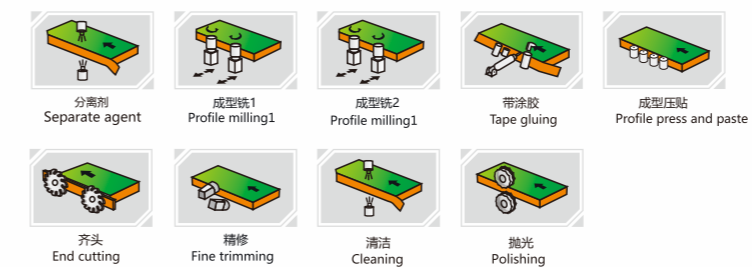 分离剂
Separate agent
成型铣1
Profile milling1
成型铣2
Profile milling1
带涂胶
Tape gluing
成型压贴
Profile press and paste
齐头
End cutting
精修
Fine trimming
清洁
Cleaning
抛光
Polishing